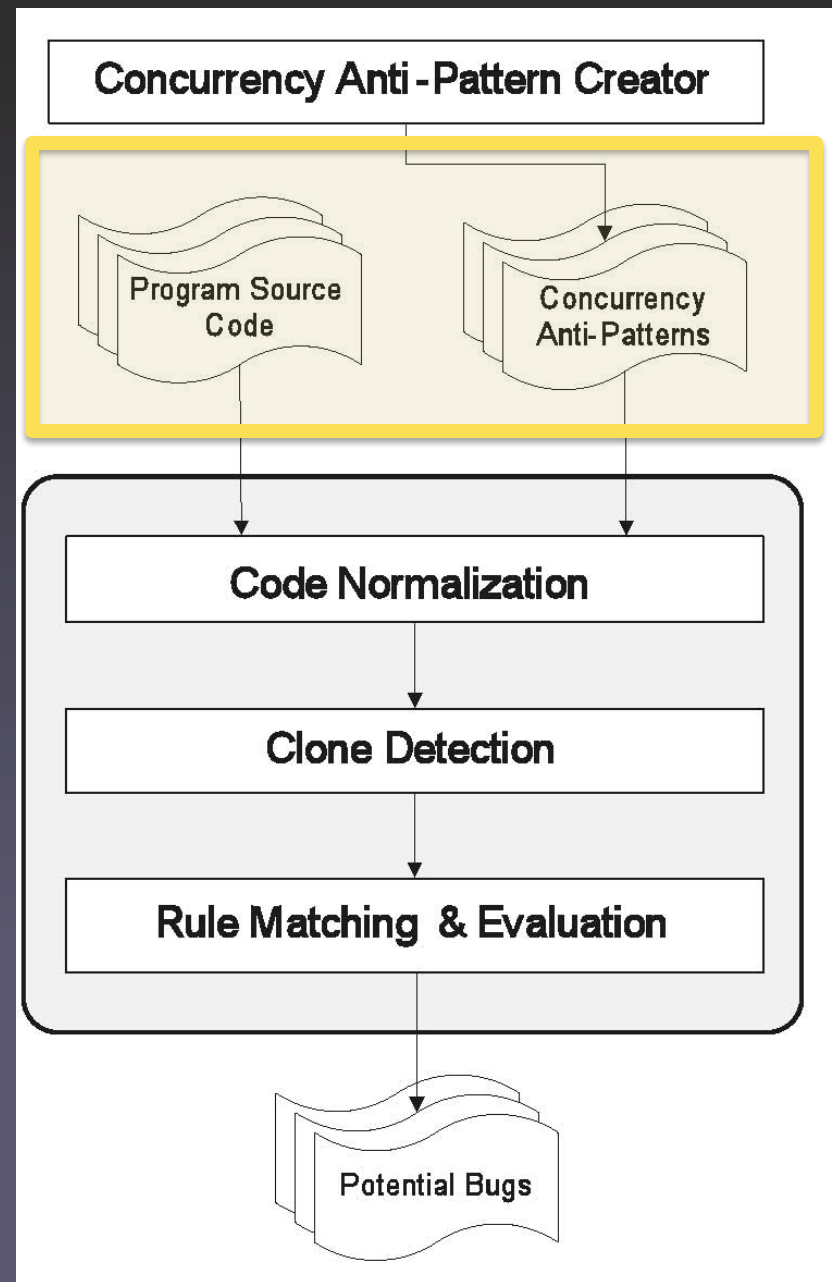 Concurrency Anti-Pattern Creator
Program Source
Code
Concurrency
Anti-Patterns
Code Normalization
Clone Detection
Rule Matching & Evaluation
Potential Bugs